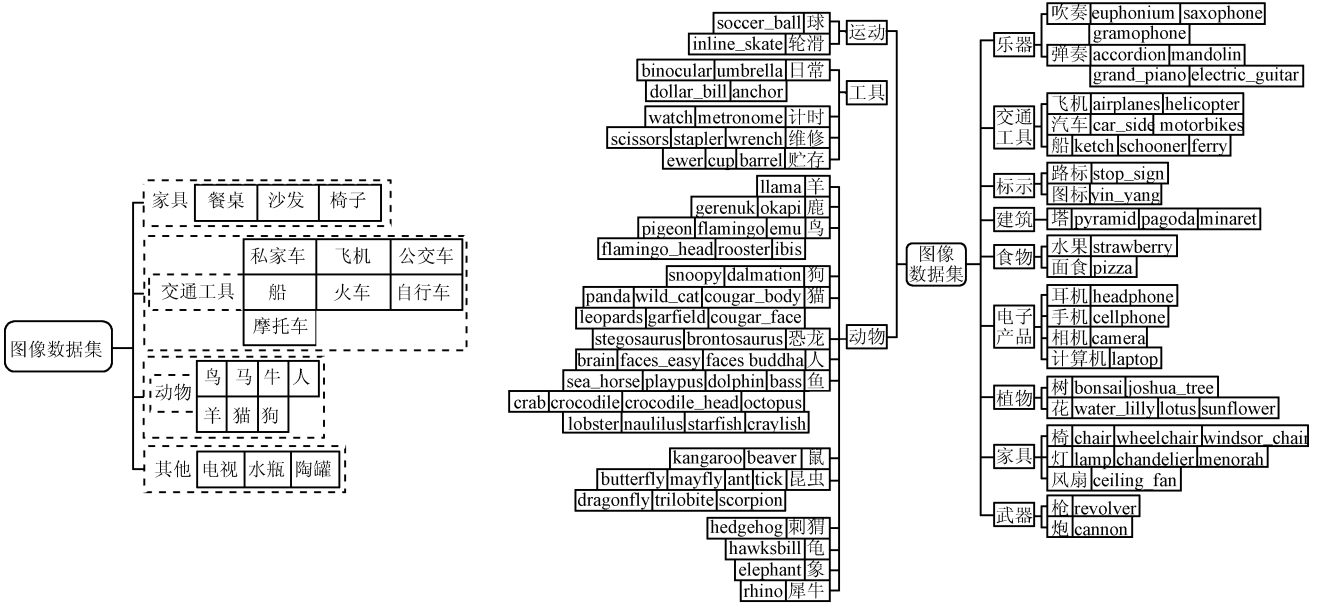 图像数据集
家具 餐桌 沙发 椅子
交通工具
私家车 飞机 公交车
船 火车 自行车
摩托车
动物
鸟 马 牛 人
羊 猫 狗
其他 电视 水瓶 陶罐
图像
数据集
运动
soccer_ball 球
inline_skate 轮滑
工具
binocular umbrella 日常
dollar_bill anchor
watch metronome 计时
scissors stapler wrench 维修
ewer cup barrel 贮存
动物
llama 羊
gerenuk okapi 鹿
pigeon flamingo emu 鸟
flamingo_head rooster ibis
snoopy dalmation 狗
panda wild_cat cougar_body 猫
leopards garfield cougar_face
stegosaurus brontosaurus 恐龙
brain faces_easy faces buddha 人
sea_horse playpus dolphin bass 鱼
crab crocodile crocodile_head octopus
lobster naulilus starfish craylish
kangaroo beaver 鼠
butterfly mayfly ant tick 昆虫
dragonfly trilobite scorpion
hedgehog 刺猬
hawksbill 龟
elephant 象
rhino 犀牛
乐器
吹奏 euphonium saxophone
gramophone
弹奏 accordion mandolin
grand_piano electric_guitar
交通
工具
飞机 airplanes helicopter
汽车 car_side motorbikes
船 ketch schooner ferry
标示
路标 stop_sign
图标 yin_yang
建筑 塔 pyramid pagoda minaret
食物
水果 strawberry
面食 pizza
电子
产品
耳机 headphone
手机 cellphone
相机 camera
计算机 laptop
植物
树 bonsai joshua_tree
花 water_lilly lotus sunflower
家具
椅 chair wheelchair windsor_chair
灯 lamp chandelier menorah
风扇 ceiling_fan
武器
枪 revolver
炮 cannon